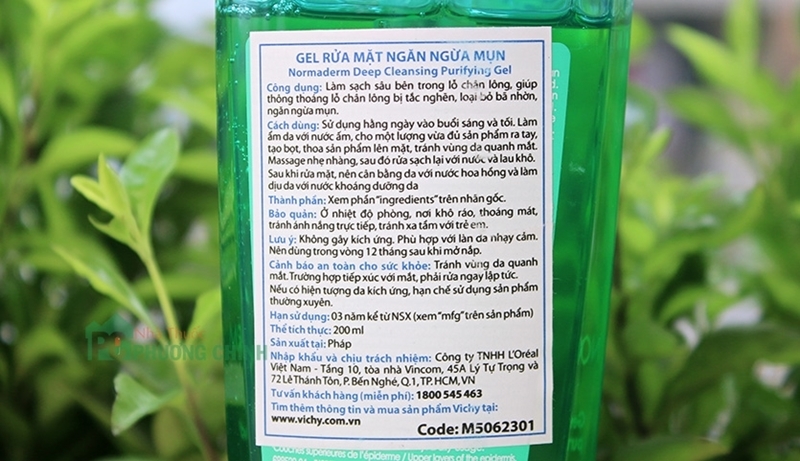 GEL RỬA MẶT NGĂN NGỪA MỤN
Normaderm Deep Cleansing Purifying Gel
Công dụng: Làm sạch sâu bên trong lỗ chân lông, giúp
thông thoáng lỗ chân lông bị tắc nghẽn, loại bỏ bã nhờn,
ngăn ngừa mụn.
Cách dùng: Sử dụng hằng ngày vào buổi sáng và tối. Làm
ẩm da với nước ấm, cho một lượng vừa đủ sản phẩm ra tay,
tạo bọt, thoa sản phẩm lên mặt, tránh vùng da quanh mắt.
Massage nhẹ nhàng, sau đó rửa sạch lại với nước và lau khô.
Sau khi rửa mặt, nên cân bằng da với nước hoa hồng và làm
dịu da với nước khoáng dưỡng da
Thành phần: Xem phần "ingredients" trên nhãn gốc.
Bảo quản: Ở nhiệt độ phòng, nơi khô ráo, thoáng mát,
tránh ánh nắng trực tiếp, tránh xa tầm với trẻ em.
Lưu ý: Không gây kích ứng. Phù hợp với làn da nhạy cảm.
Nên dùng trong vòng 12 tháng sau khi mở nắp.
Cảnh báo an toàn cho sức khỏe: Tránh vùng da quanh
mắt. Trường hợp tiếp xúc với mắt, phải rửa ngay lập tức.
Nếu có hiện tượng da kích ứng, hạn chế sử dụng sản phẩm
thường xuyên.
Hạn sử dụng: 03 năm kể từ NSX (xem "mfg" trên sản phẩm)
Thể tích thực: 200 ml
Sản xuất tại: Pháp
Nhập khẩu và chịu trách nhiệm: Công ty TNHH L'Oréal
Việt Nam - Tầng 10, tòa nhà Vincom, 45A Lý Tự Trọng và
72 Lê Thánh Tôn, P. Bến Nghé, Q.1, TP. HCM, VN
Tư vấn khách hàng (miễn phí): 1800 545 463
Tìm thêm thông tin và mua sản phẩm Vichy tại:
www.vichy.com.vn
Code: M5062301
Couches supérieures de l'épiderme / Upper layers of the epidermis.